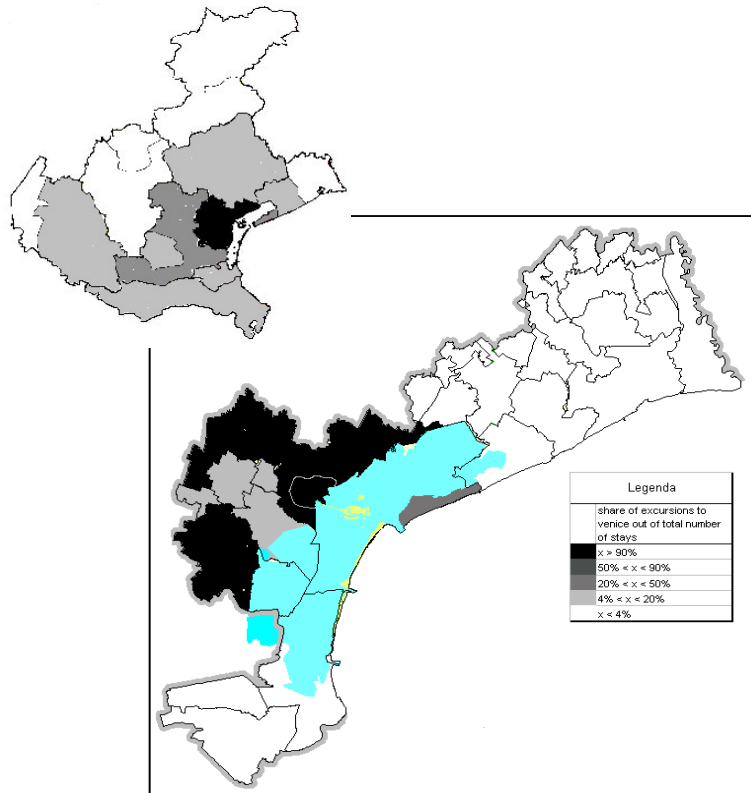 Legenda
share of excursions to
venice out of total number
of stays
x > 90%
50% < x < 90%
20% < x < 50%
4% < x < 20%
x < 4%